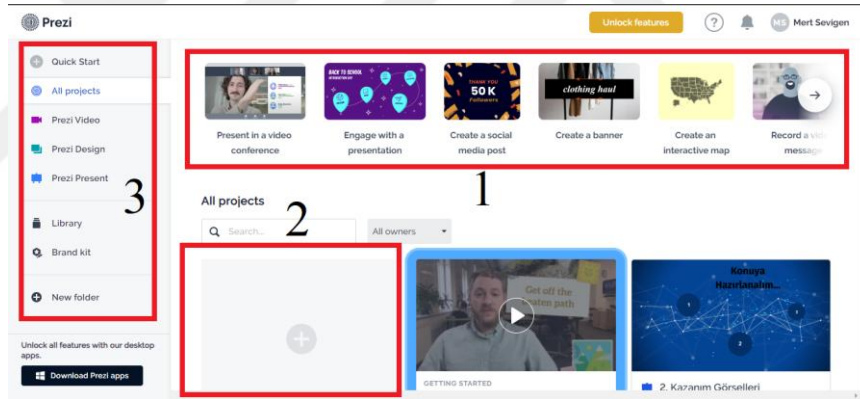 Prezi
Unlock features
?
MS Mert Sevigen
Quick Start
All projects
Prezi Video
Prezi Design
Prezi Present
3
Library
Brand kit
New folder
Unlock all features with our desktop
apps.
Download Prezi apps
BACK TO SCHOOL
THANK YOU
50 K
Followers
clothing haul
Present in a video
conference
Engage with a
presentation
Create a social
media post
Create a banner
Create an
interactive map
Record a video
message
1
All projects
2
Search...
All owners
Get off the
beaten path
GETTING STARTED
Konuya
Hazırlanalım...
1
2
3
2. Kazanım Görselleri